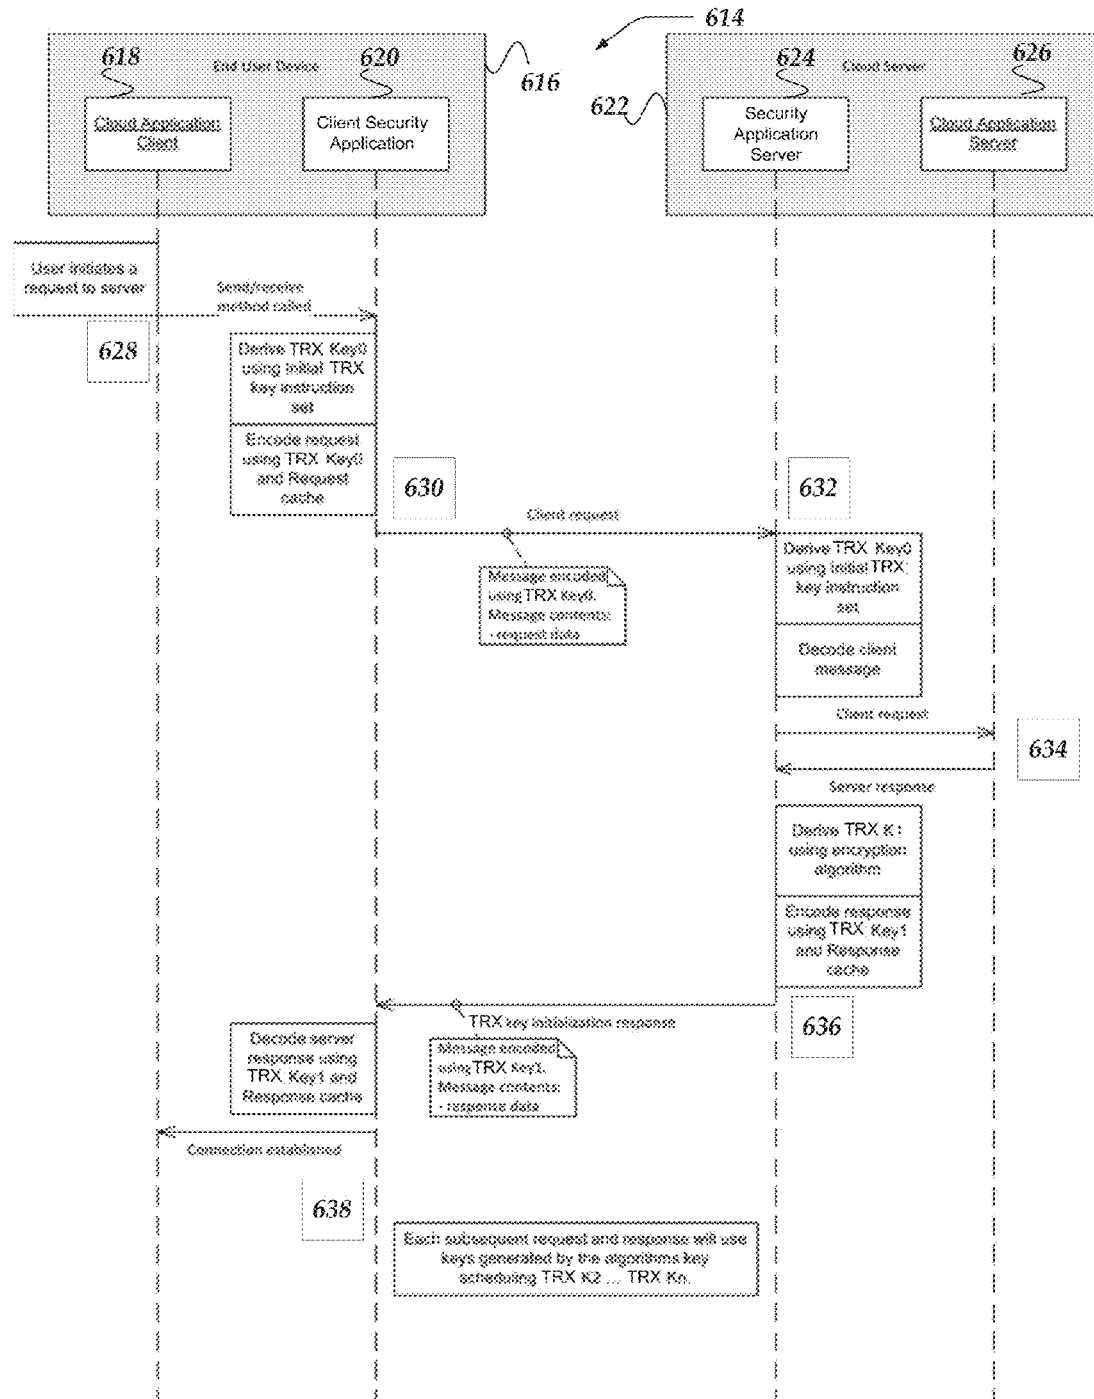 614
618
End User Device
620
616
624
Cloud Server
626
622
Cloud Application
Client
Client Security
Application
Security
Application
Server
Cloud Application
Server
User initiates a
request to server
Send/receive
method called
628
Derive TRX Key0
using Initial TRX
key instruction
set
Encode request
using TRX Key0
and Request
cache
630
632
Client request
Message encoded
using TRX Key0.
Message contents:
- request data
Derive TRX Key0
using Initial TRX
key instruction
set
Decode client
message
Client request
634
Server response
Derive TRX K1
using encryption
algorithm
Encode response
using TRX Key1
and Response
cache
636
TRX key initialization response
Message encoded
using TRX Key1.
Message contents:
- response data
Decode server
response using
TRX Key1 and
Response cache
Connection established
638
Each subsequent request and response will use
keys generated by the algorithms key
scheduling TRX K2 ... TRX Kn.